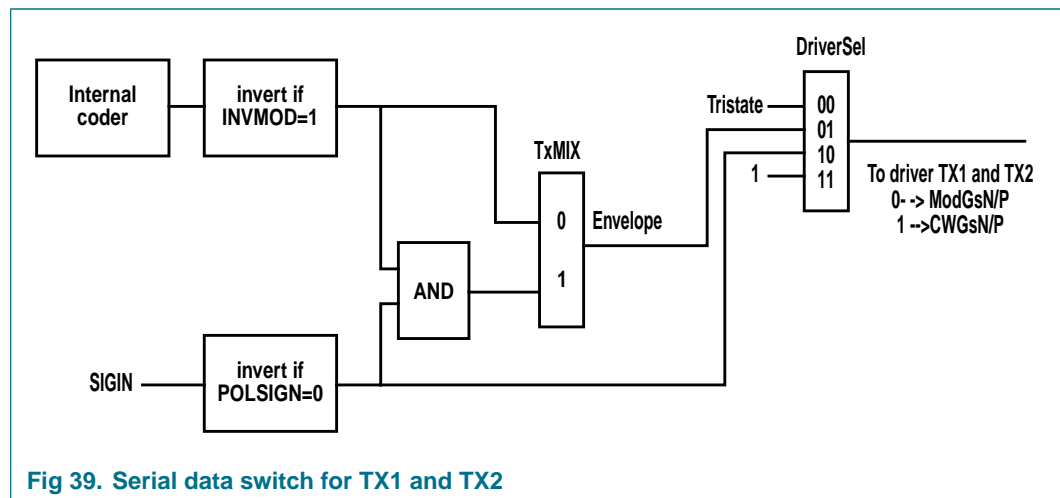 DriverSel
Internal
coder
invert if
INVMOD=1
Tristate
00
01
10
11
1
TxMIX
0
1
Envelope
To driver TX1 and TX2
0- -> ModGsN/P
1 -->CWGsN/P
AND
SIGIN
invert if
POLSIGN=0
Fig 39. Serial data switch for TX1 and TX2